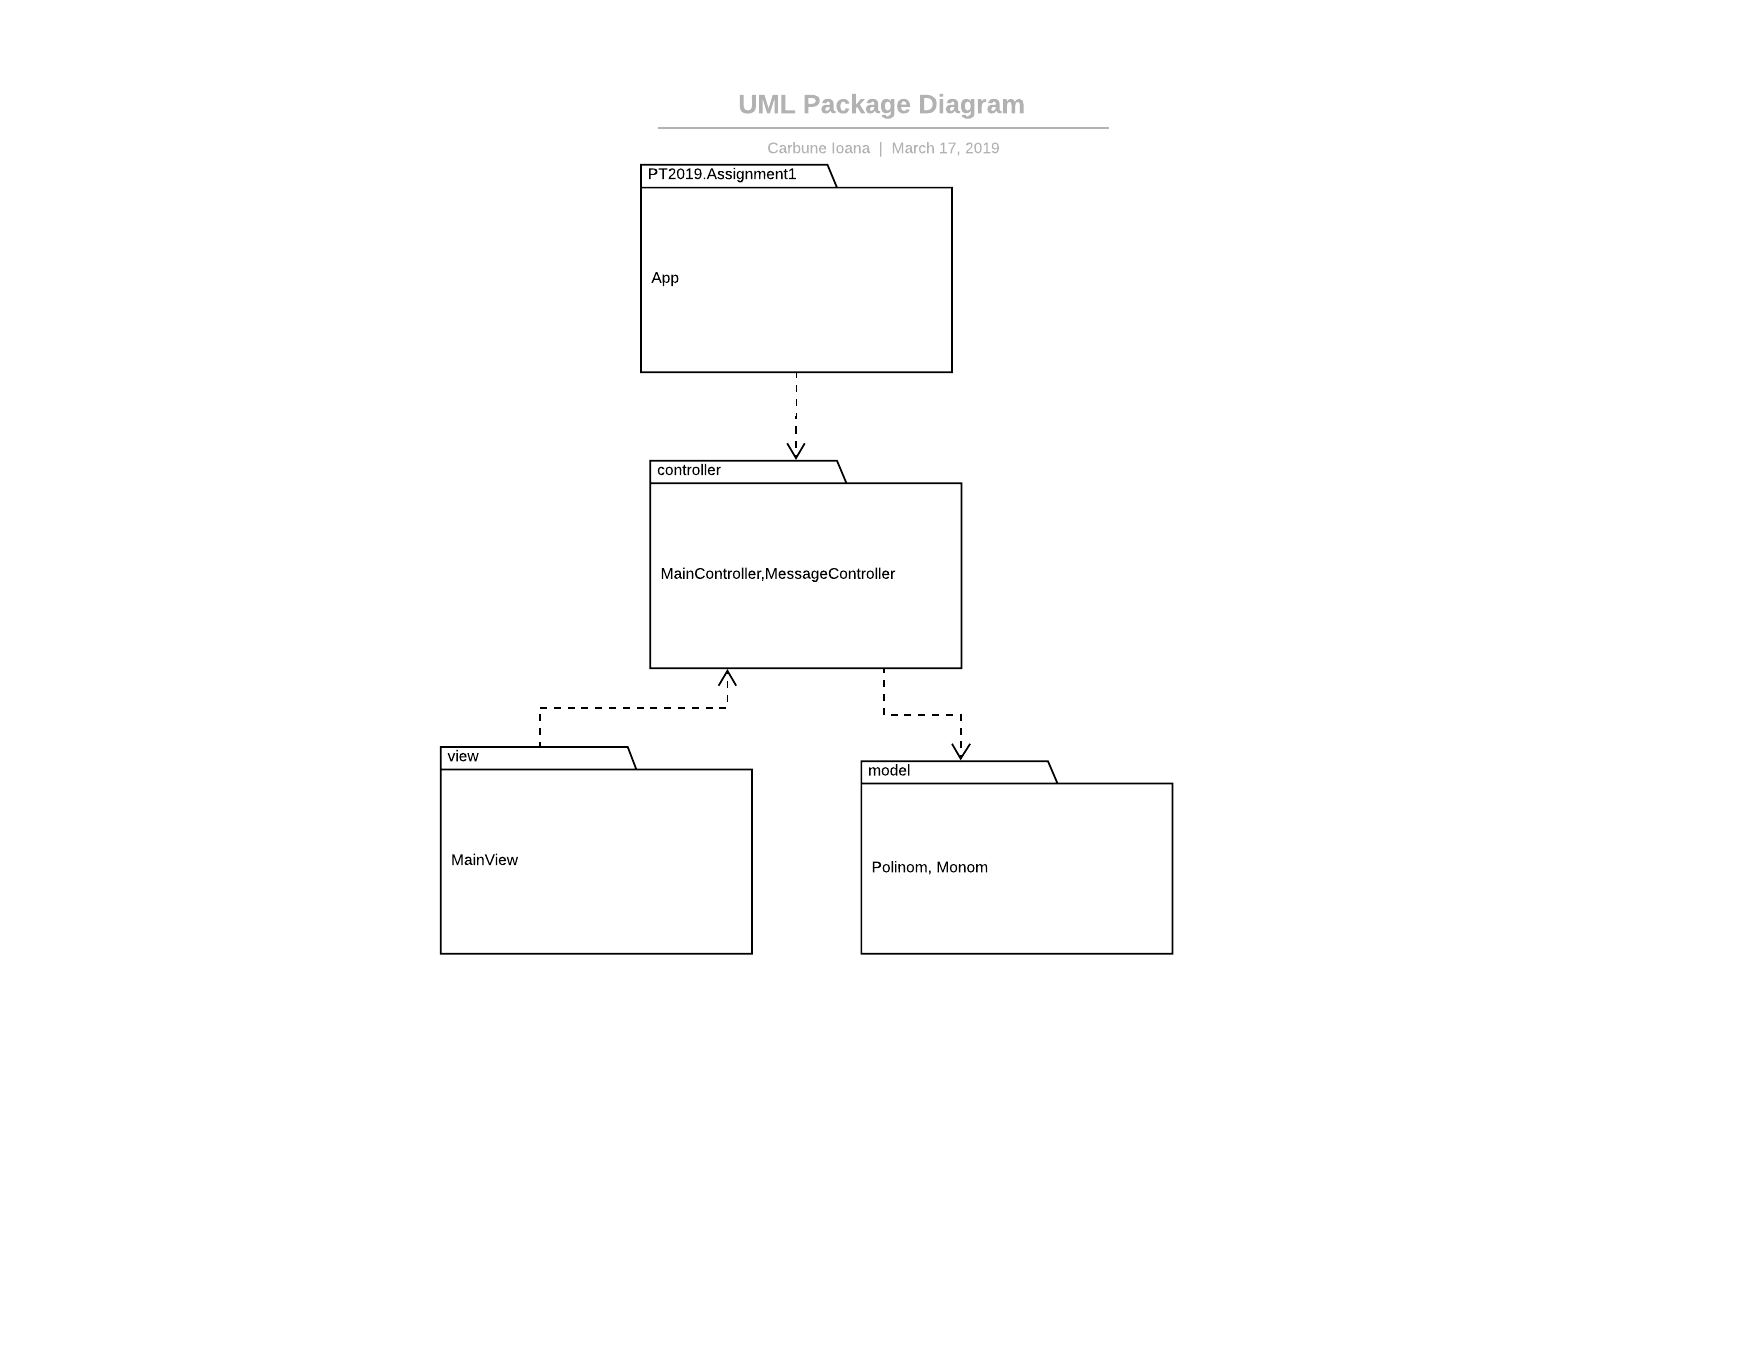 UML Package Diagram
Carbune Ioana | March 17, 2019
PT2019.Assignment1
App
controller
MainController,MessageController
view
MainView
model
Polinom, Monom